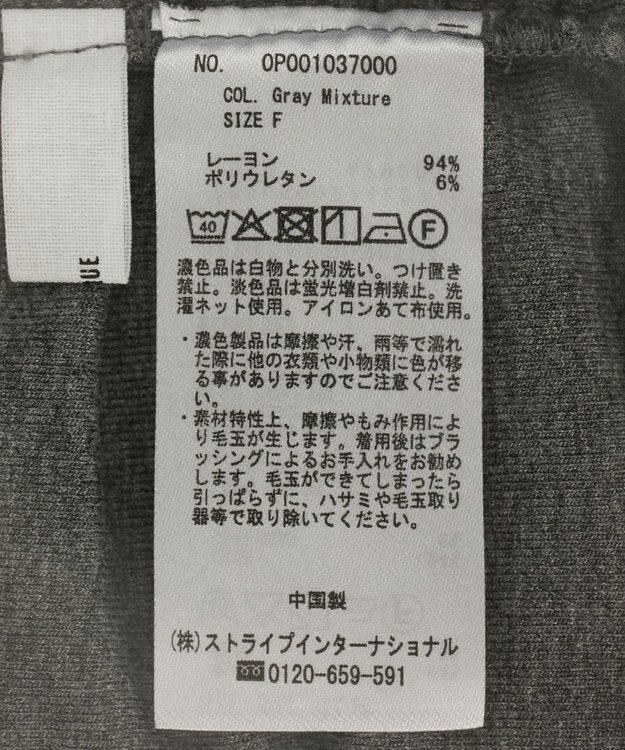 NO. OP001037000
COL. Gray Mixture
SIZE F
レーヨン 94%
ポリウレタン 6%
40 F
濃色品は白物と分別洗い。つけ置き
禁止。淡色品は蛍光増白剤禁止。洗
濯ネット使用。アイロンあて布使用。
・濃色製品は摩擦や汗、雨等で濡れ
た際に他の衣類や小物類に色が移
る事がありますのでご注意くださ
い。
・素材特性上、摩擦やもみ作用によ
り毛玉が生じます。着用後はブラ
ッシングによるお手入れをお勧め
します。毛玉ができてしまったら
引っぱらずに、ハサミや毛玉取り
器等で取り除いてください。
中国製
(株)ストライプインターナショナル
0120-659-591